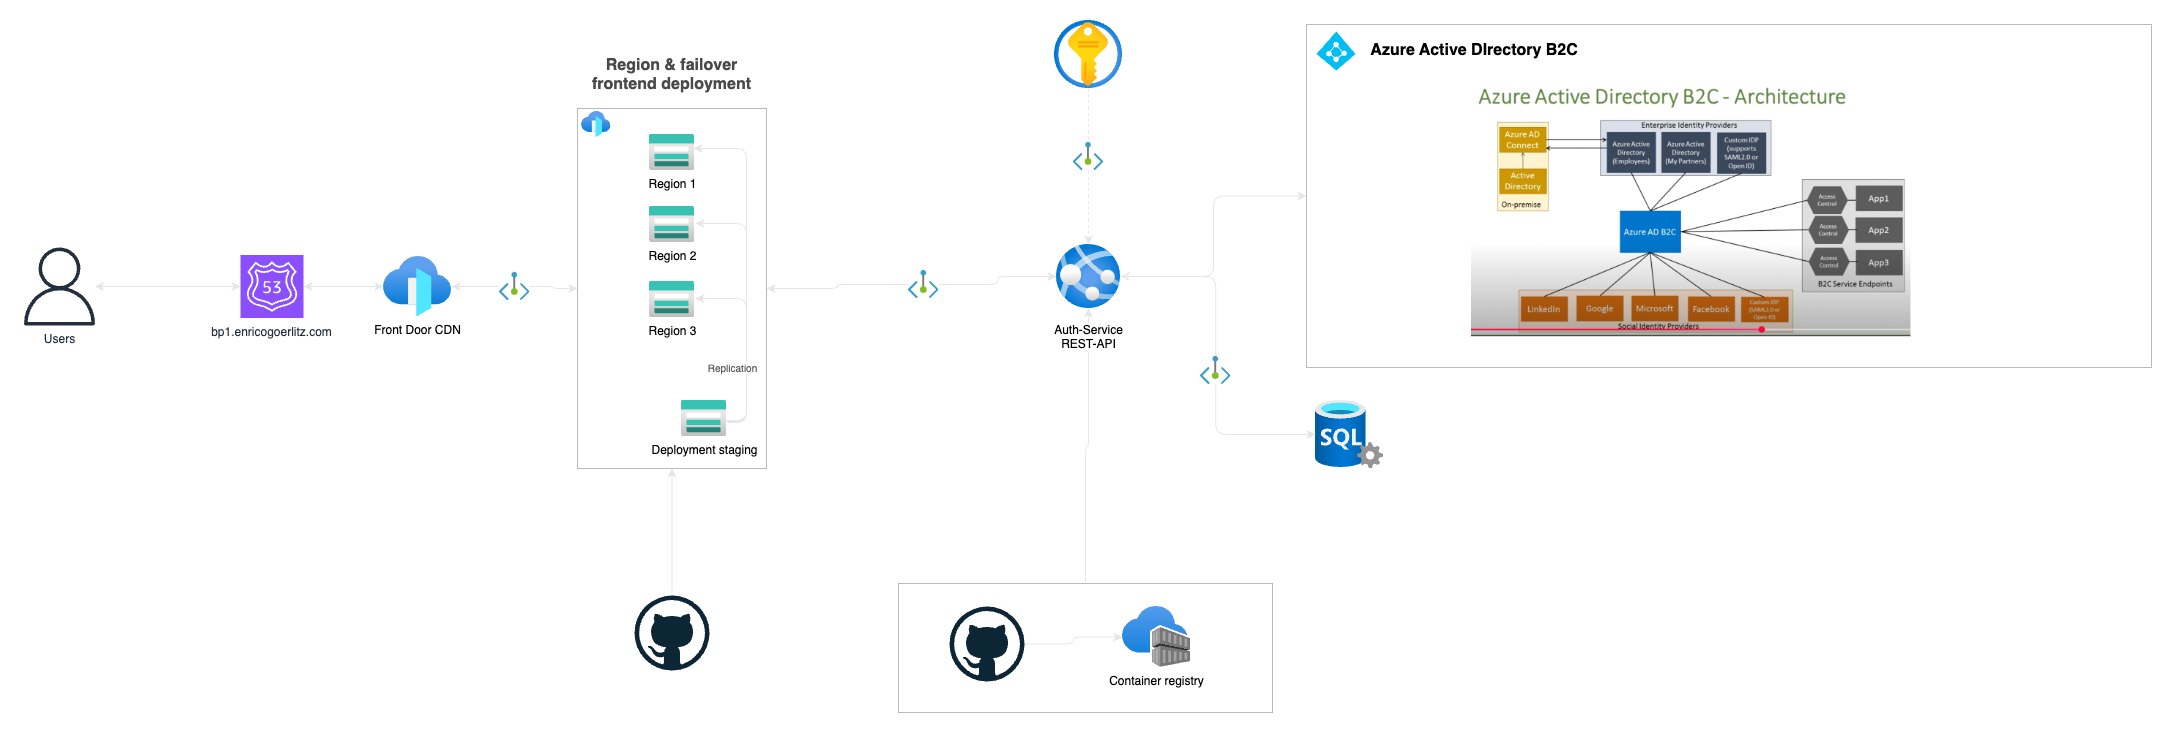 Region & failover
frontend deployment
Region 1
Region 2
Region 3
Replication
Deployment staging
Users
53
bp1.enricogoerlitz.com
Front Door CDN
Auth-Service
REST-API
Container registry
SQL
Azure Active DIrectory B2C
Azure Active Directory B2C - Architecture
Azure AD
Connect
Active
Directory
On-premise
Enterprise Identity Providers
Azure Active
Directory
(Employees)
Azure Active
Directory
(My Partners)
Custom IDP
(supports
SAML2.0 or
Open ID)
Azure AD B2C
Access
Control
App1
Access
Control
App2
Access
Control
App3
B2C Service Endpoints
LinkedIn
Google
Microsoft
Facebook
Custom IDP
(SAML2.0 or
Open ID)
Social Identity Providers